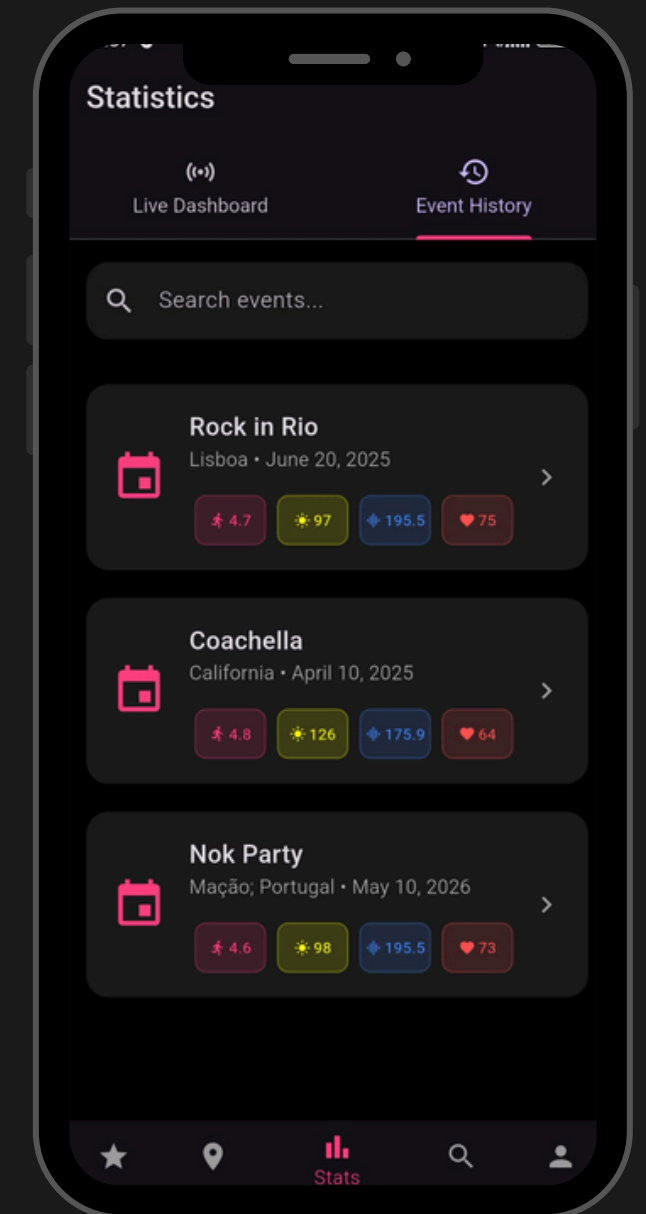 Statistics
Live Dashboard
Event History
Search events...
Rock in Rio
Lisboa • June 20, 2025
4.7 97 195.5 75
Coachella
California • April 10, 2025
4.8 126 175.9 64
Nok Party
Mação; Portugal • May 10, 2026
4.6 98 195.5 73
Stats